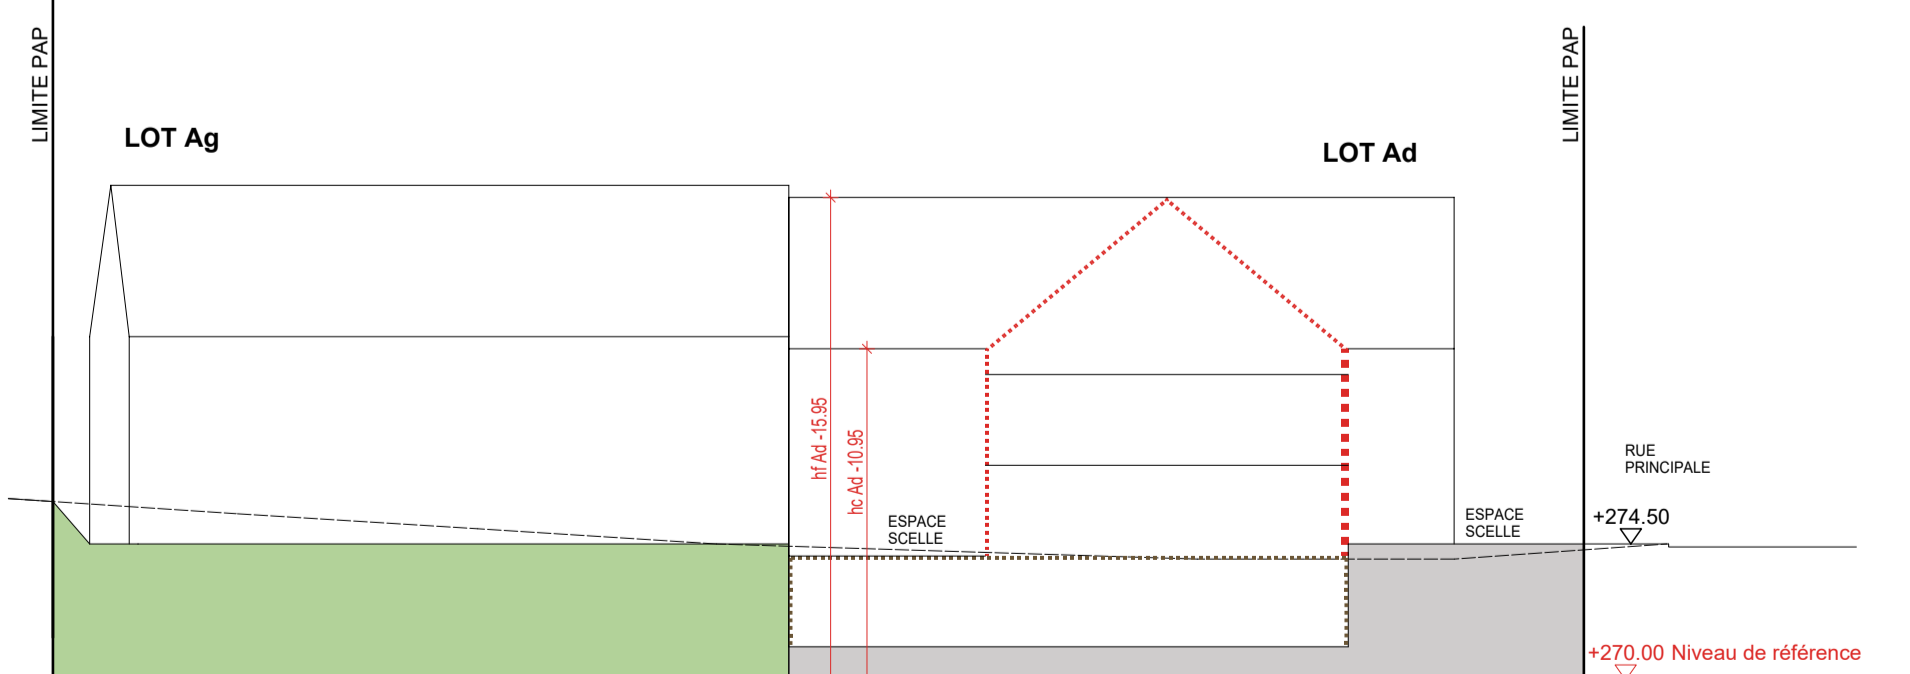 LIMITE PAP
LIMITE PAP
LOT Ag
LOT Ad
hf Ad -15.95
hc Ad -10.95
RUE
PRINCIPALE
ESPACE
SCELLE
ESPACE
SCELLE
+274.50
+270.00 Niveau de référence